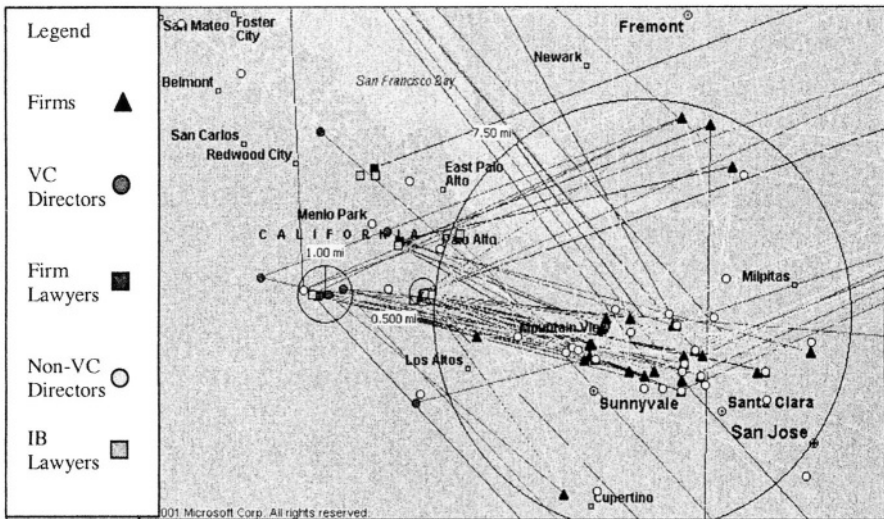 Legend
Firms
VC
Directors
Firm
Lawyers
Non-VC
Directors
IB
Lawyers
San Mateo
Foster
City
Belmont
San Carlos
Redwood City
San Francisco Bay
Newark
Fremont
7.50 mi
East Palo
Alto
Menlo Park
CALIFORNIA
Palo Alto
1.00 mi
0.500 mi
Milpitas
Mountain View
Los Altos
Sunnyvale
Santa Clara
San Jose
Cupertino
001 Microsoft Corp. All rights reserved.